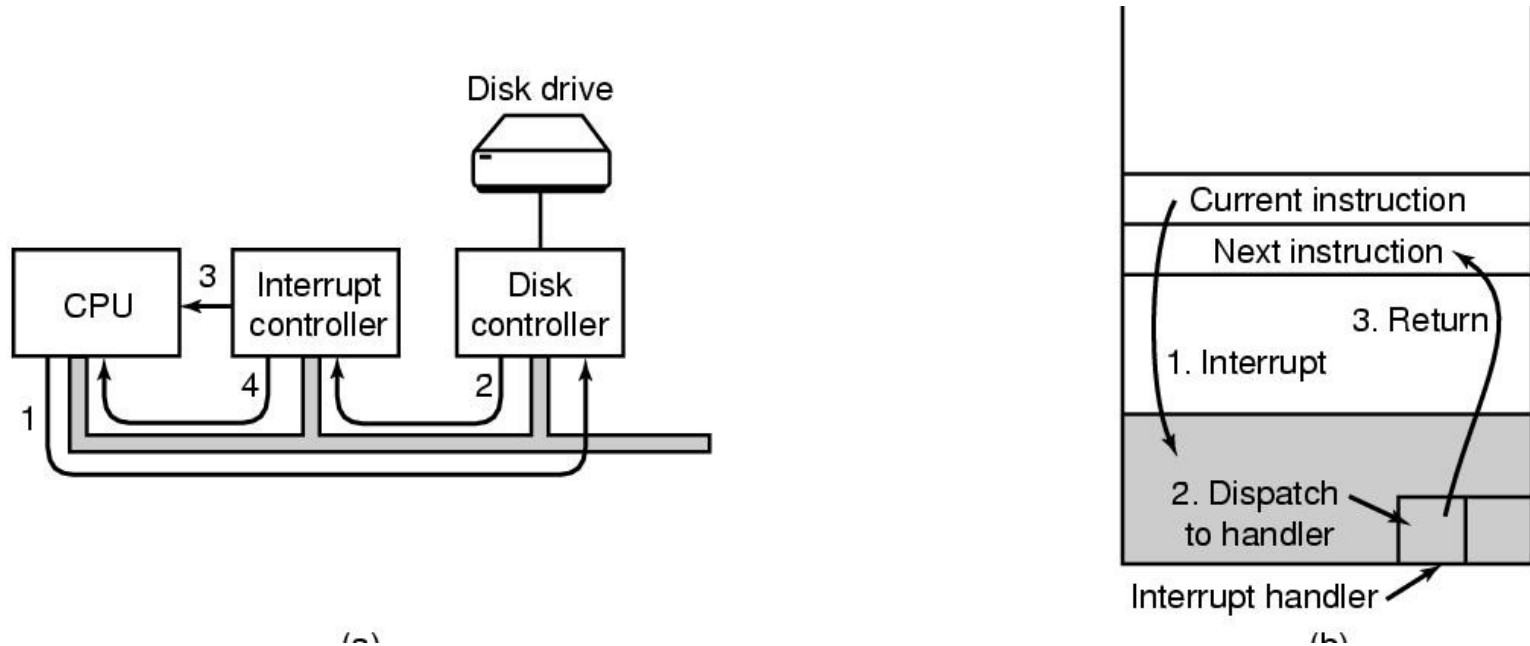 Disk drive
CPU
3
Interrupt
controller
Disk
controller
1
4
2
Current instruction
Next instruction
3. Return
1. Interrupt
2. Dispatch
to handler
Interrupt handler